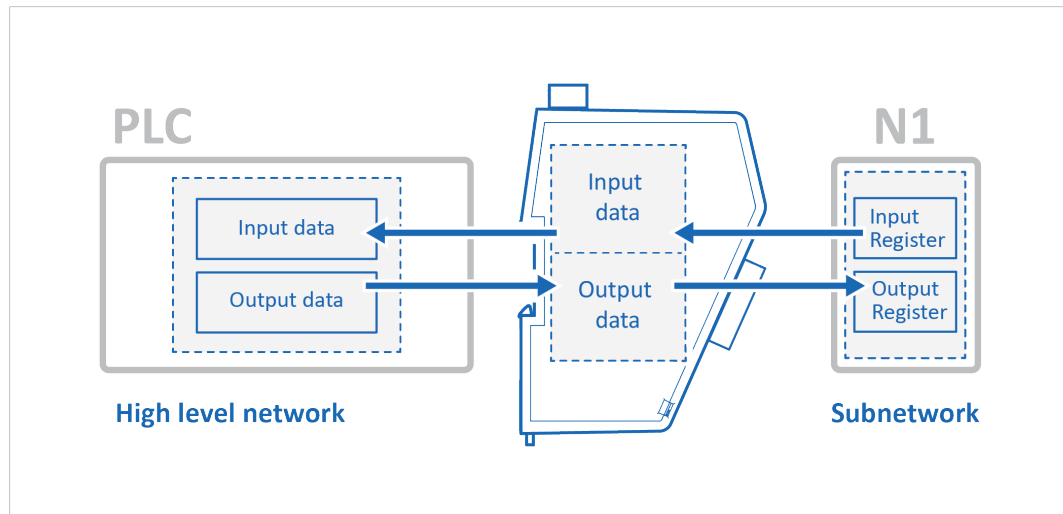 PLC
N1
Input data
Output data
Input
data
Output
data
Input
Register
Output
Register
High level network
Subnetwork